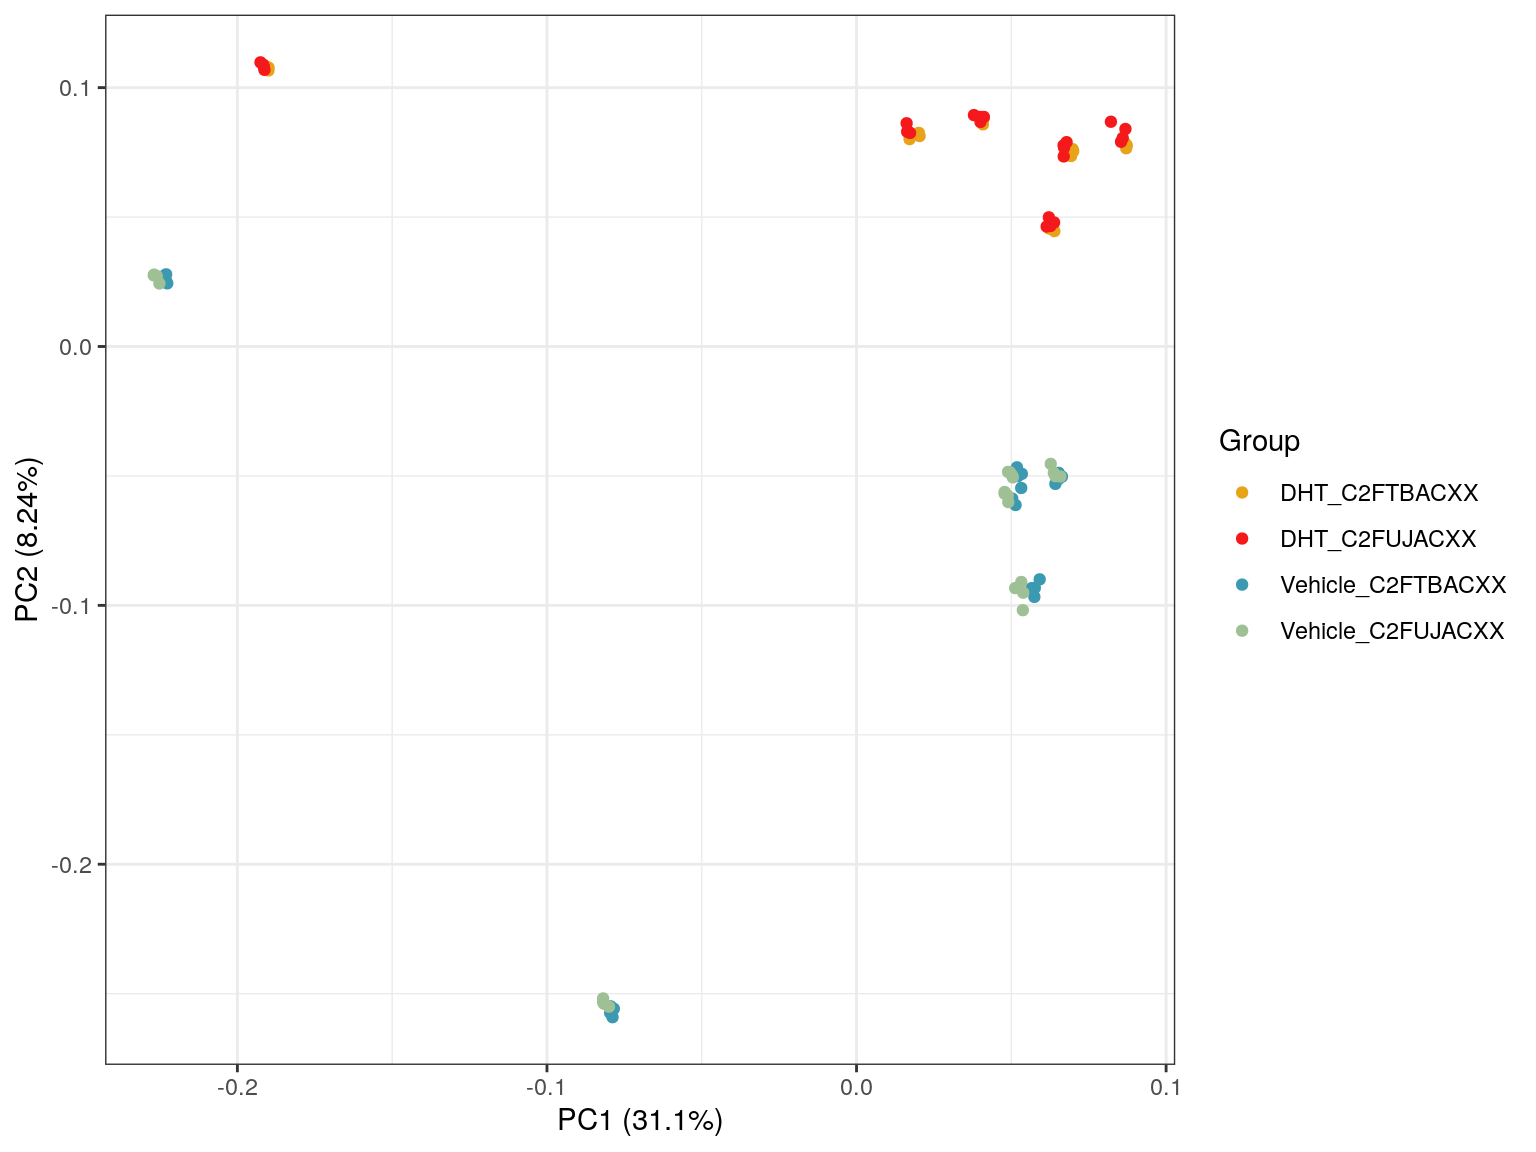 0.1
0.0
-0.1
-0.2
PC2 (8.24%)
-0.2
-0.1
0.0
0.1
PC1 (31.1%)
Group
DHT_C2FTBACXX
DHT_C2FUJACXX
Vehicle_C2FTBACXX
Vehicle_C2FUJACXX